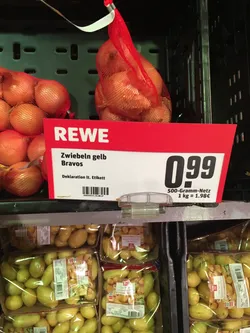 REWE
Zwiebeln gelb
Bravos
Deklaration lt. Etikett
0.99
500-Gramm-Netz
1 kg = 1.98€